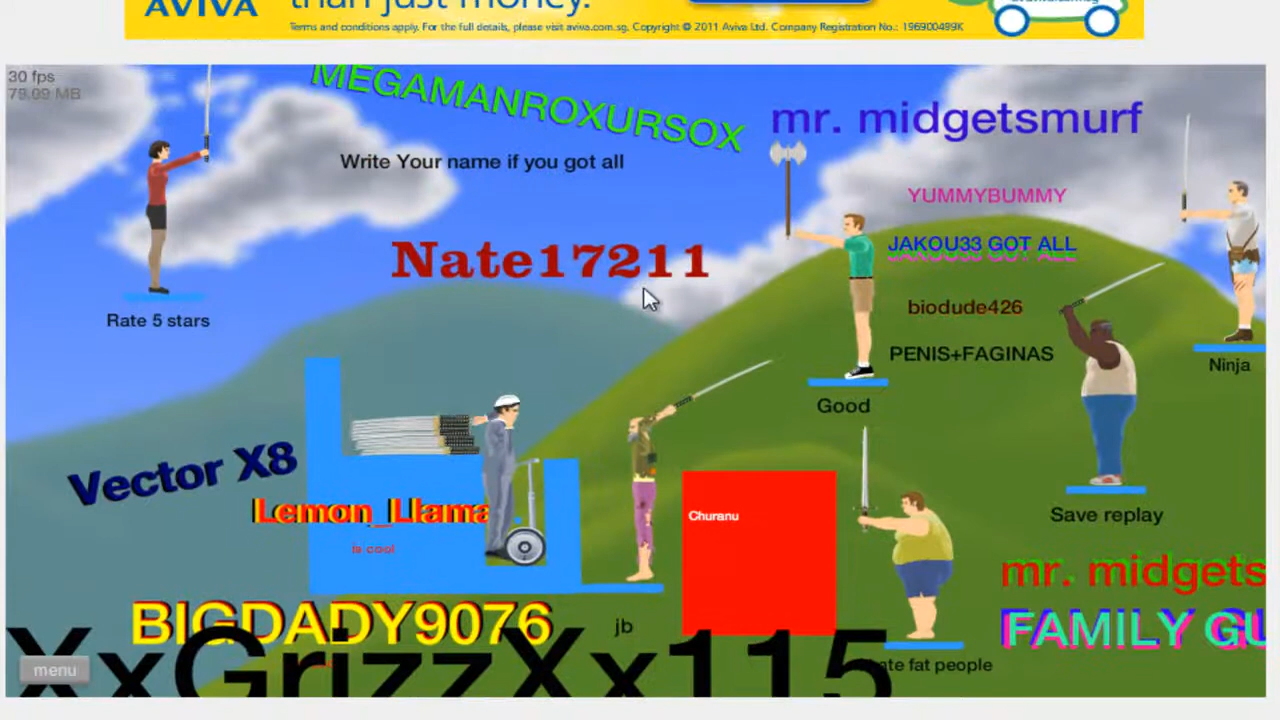 AVIVA
than just money.
Terms and conditions apply. For the full details, please visit aviva.com.sg. Copyright © 2011 Aviva Ltd. Company Registration No.: 196900499K
30 fps
79.09 MB
MEGAMANROXURSOX
mr. midgetsmurf
Write Your name if you got all
YUMMYBUMMY
Nate17211
JAKOU33 GOT ALL
biodude426
Rate 5 stars
PENIS+FAGINAS
Ninja
Good
Vector X8
Lemon_Llama
Churanu
Save replay
is cool
mr. midgets
BIGDADY9076
jb
FAMILY GU
XxGrizzXx115
te fat people
menu